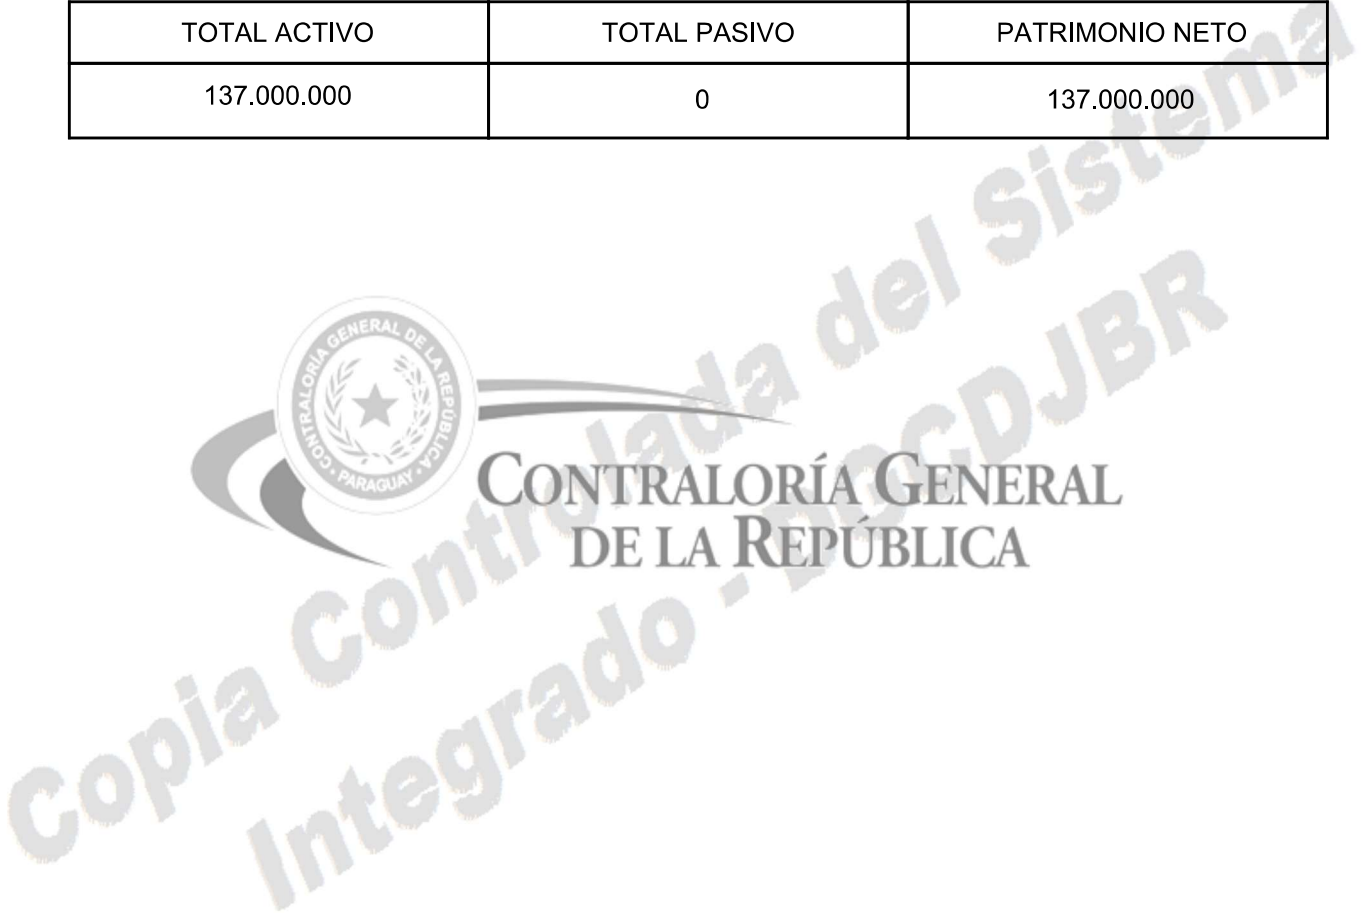 TOTAL ACTIVO TOTAL PASIVO PATRIMONIO NETO
137.000.000 0 137.000.000
CONTRALORÍA GENERAL DE LA REPÚBLICA
PARAGUAY
CONTRALORÍA GENERAL
DE LA REPÚBLICA
Copia Controlada del Sistema
Integrado - DGCDJBR